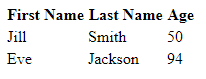 First Name Last Name Age
Jill Smith 50
Eve Jackson 94